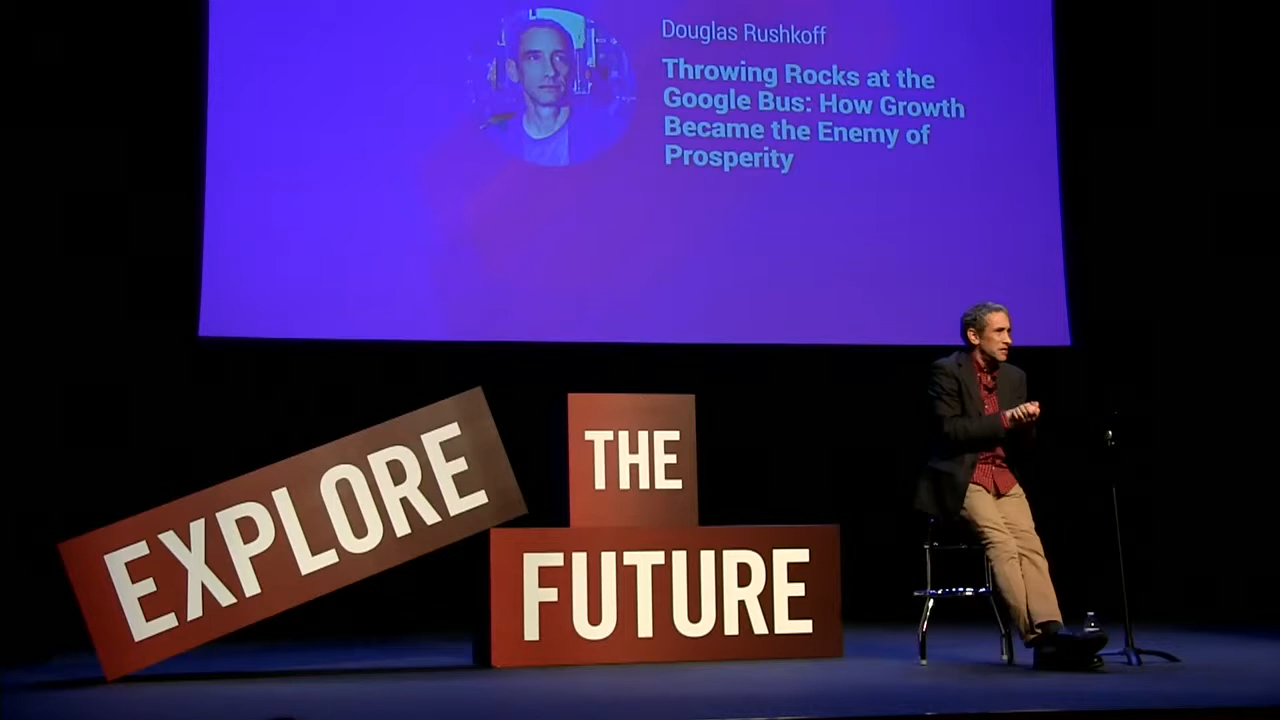 Douglas Rushkoff
Throwing Rocks at the
Google Bus: How Growth
Became the Enemy of
Prosperity
EXPLORE
THE
FUTURE